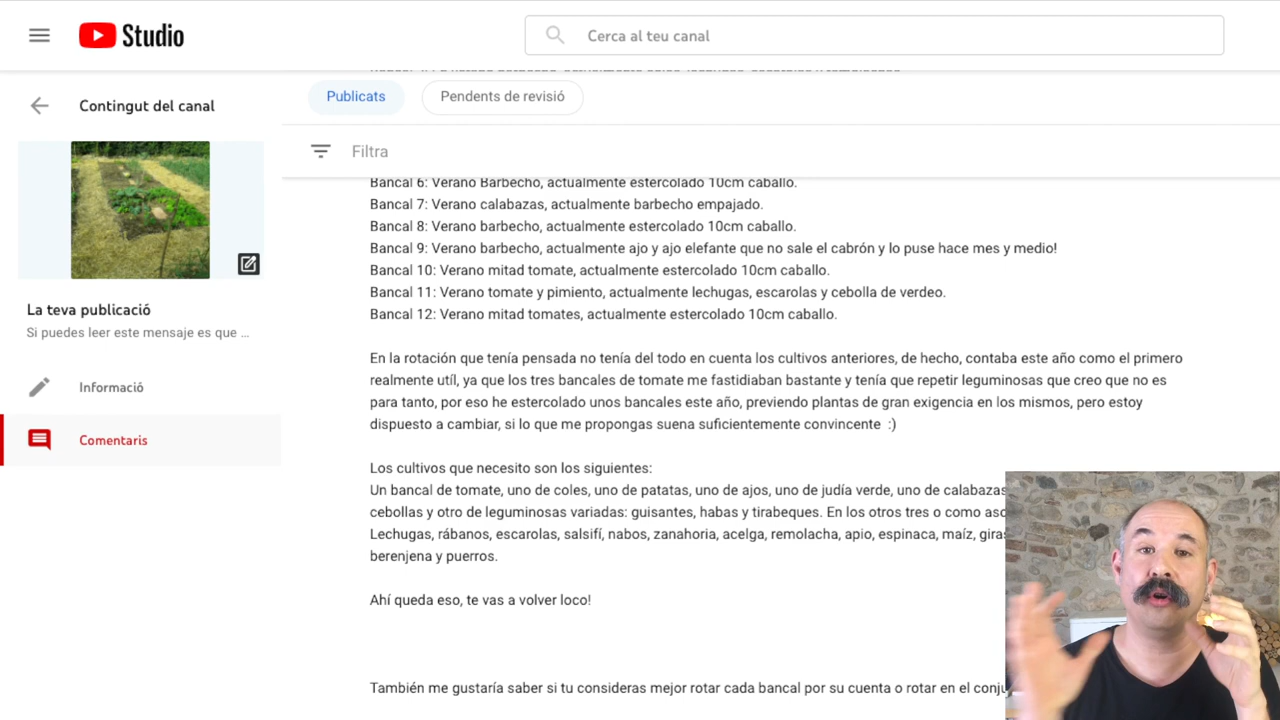 Studio
Cerca al teu canal
Contingut del canal
Publicats
Pendents de revisió
Filtra
La teva publicació
Si puedes leer este mensaje es que ...
Informació
Comentaris
Bancal 6: Verano Barbecho, actualmente estercolado 10cm caballo.
Bancal 7: Verano calabazas, actualmente barbecho empajado.
Bancal 8: Verano barbecho, actualmente estercolado 10cm caballo.
Bancal 9: Verano barbecho, actualmente ajo y ajo elefante que no sale el cabrón y lo puse hace mes y medio!
Bancal 10: Verano mitad tomate, actualmente estercolado 10cm caballo.
Bancal 11: Verano tomate y pimiento, actualmente lechugas, escarolas y cebolla de verdeo.
Bancal 12: Verano mitad tomates, actualmente estercolado 10cm caballo.
En la rotación que tenía pensada no tenía del todo en cuenta los cultivos anteriores, de hecho, contaba este año como el primero
realmente utíl, ya que los tres bancales de tomate me fastidiaban bastante y tenía que repetir leguminosas que creo que no es
para tanto, por eso he estercolado unos bancales este año, previendo plantas de gran exigencia en los mismos, pero estoy
dispuesto a cambiar, si lo que me propongas suena suficientemente convincente :)
Los cultivos que necesito son los siguientes:
Un bancal de tomate, uno de coles, uno de patatas, uno de ajos, uno de judía verde, uno de calabazas
cebollas y otro de leguminosas variadas: guisantes, habas y tirabeques. En los otros tres o como
Lechugas, rábanos, escarolas, salsifí, nabos, zanahoria, acelga, remolacha, apio, espinaca, maíz,
berenjena y puerros.
Ahí queda eso, te vas a volver loco!
También me gustaría saber si tu consideras mejor rotar cada bancal por su cuenta o rotar en el